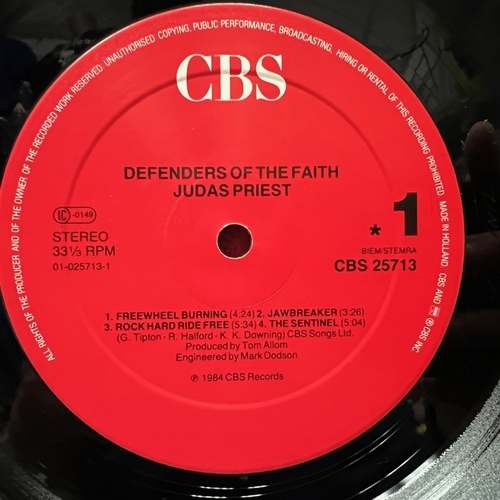 ALL RIGHTS OF THE PRODUCER AND OF THE OWNER OF THE RECORDED WORK RESERVED. UNAUTHORISED COPYING, PUBLIC PERFORMANCE, BROADCASTING, HIRING OR RENTAL OF THIS RECORDING PROHIBITED. MADE IN HOLLAND. CBS AND ℗ CBS INC
CBS
DEFENDERS OF THE FAITH
JUDAS PRIEST
IC -0149
STEREO
33⅓ RPM
01-025713-1
* 1
BIEM/STEMRA
CBS 25713
1. FREEWHEEL BURNING (4:24) 2. JAWBREAKER (3:26)
3. ROCK HARD RIDE FREE (5:34) 4. THE SENTINEL (5:04)
(G. Tipton - R. Halford - K. K. Downing) CBS Songs Ltd.
Produced by Tom Allom
Engineered by Mark Dodson
℗ 1984 CBS Records